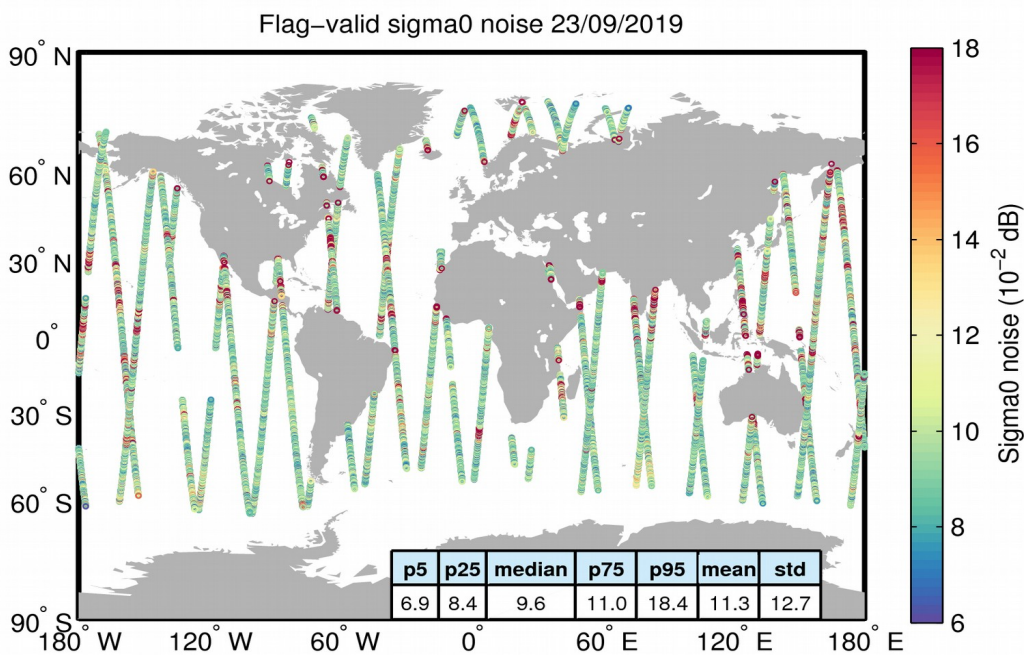 Flag−valid sigma0 noise 23/09/2019
90° N
60° N
30° N
0°
30° S
60° S
90° S
180° W
120° W
60° W
0°
60° E
120° E
180° E
p5 p25 median p75 p95 mean std
6.9 8.4 9.6 11.0 18.4 11.3 12.7
18
16
14
12
10
8
6
Sigma0 noise (10−2 dB)